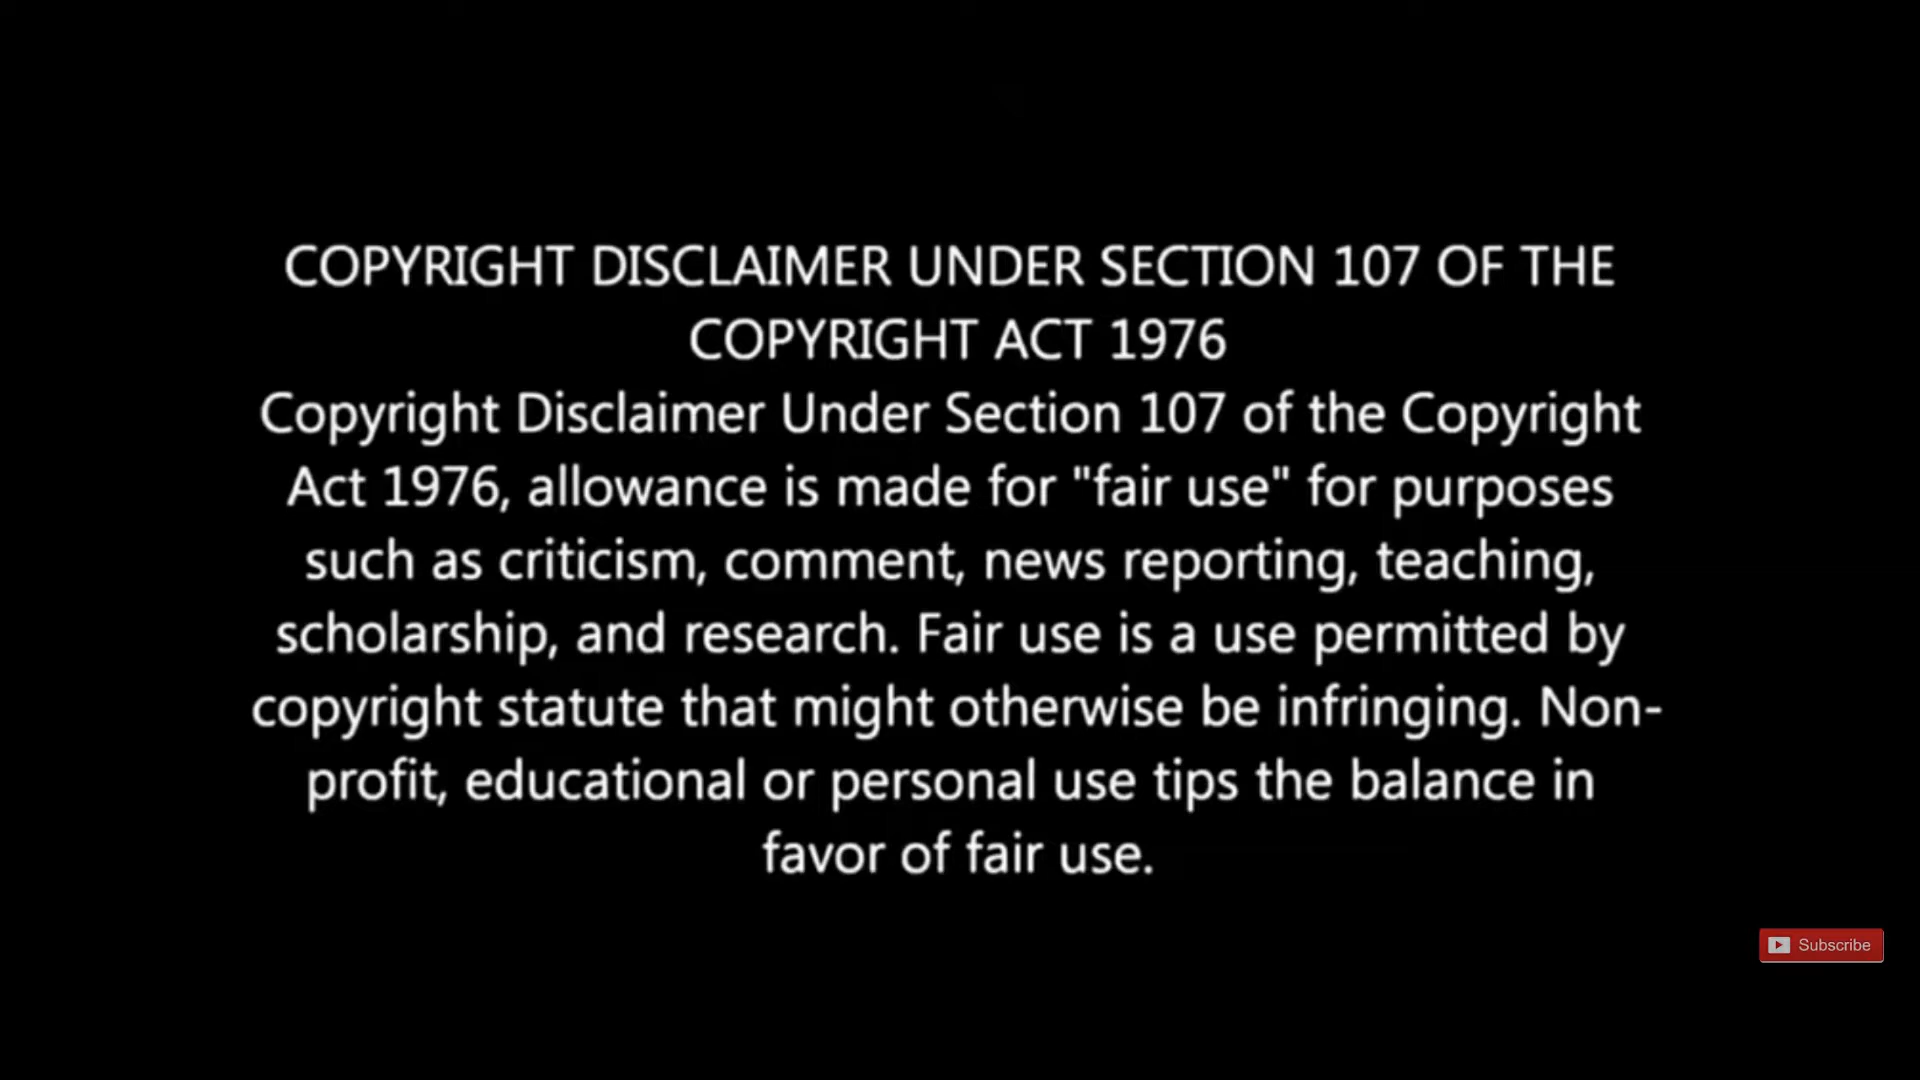 COPYRIGHT DISCLAIMER UNDER SECTION 107 OF THE
COPYRIGHT ACT 1976
Copyright Disclaimer Under Section 107 of the Copyright
Act 1976, allowance is made for "fair use" for purposes
such as criticism, comment, news reporting, teaching,
scholarship, and research. Fair use is a use permitted by
copyright statute that might otherwise be infringing. Non-
profit, educational or personal use tips the balance in
favor of fair use.
Subscribe